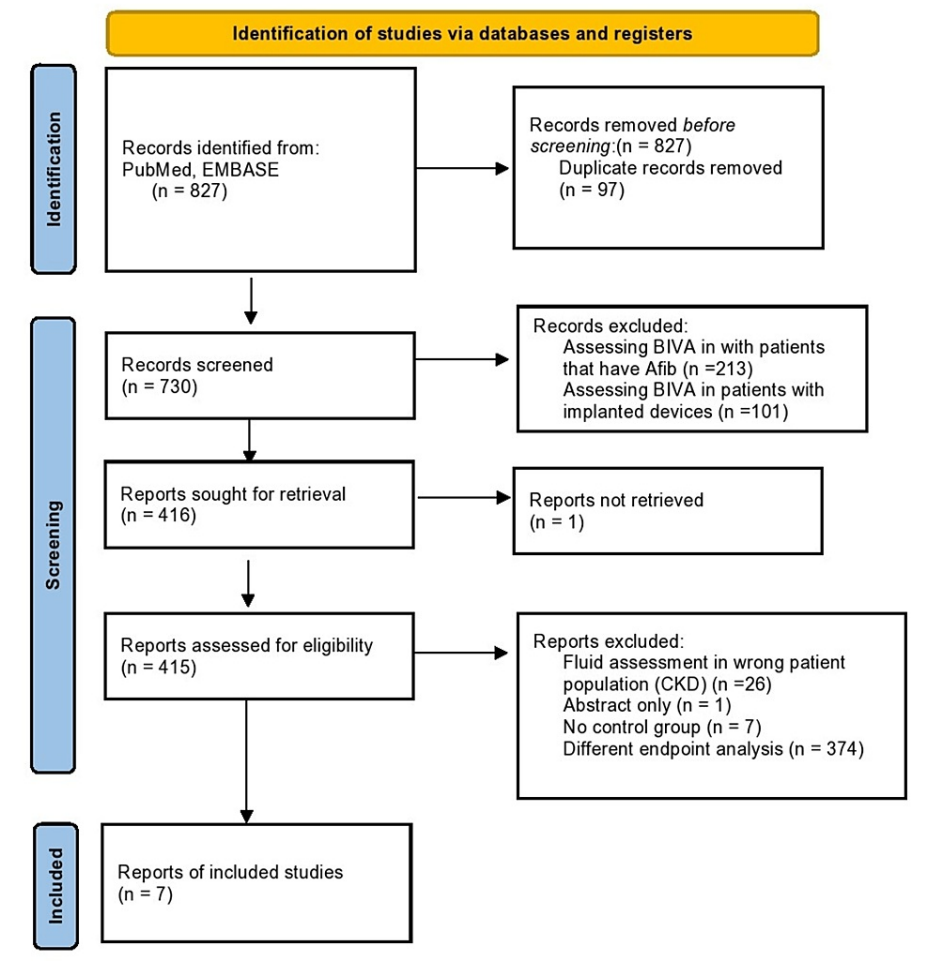 Identification of studies via databases and registers
Identification
Records identified from:
PubMed, EMBASE
(n = 827)
Records removed before
screening:(n = 827)
Duplicate records removed
(n = 97)
Screening
Records screened
(n = 730)
Records excluded:
Assessing BIVA in with patients
that have Afib (n =213)
Assessing BIVA in patients with
implanted devices (n =101)
Reports sought for retrieval
(n = 416)
Reports not retrieved
(n = 1)
Reports assessed for eligibility
(n = 415)
Reports excluded:
Fluid assessment in wrong patient
population (CKD) (n =26)
Abstract only (n = 1)
No control group (n = 7)
Different endpoint analysis (n = 374)
Included
Reports of included studies
(n = 7)